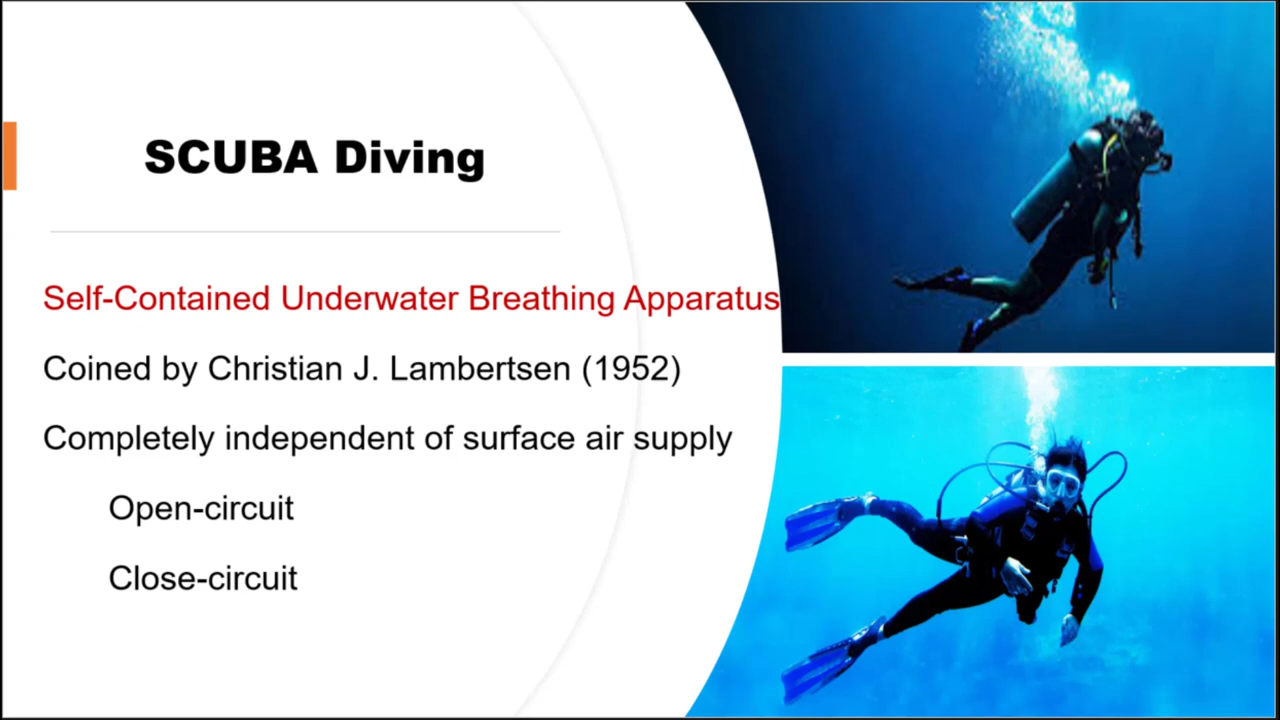 SCUBA Diving
Self-Contained Underwater Breathing Apparatus
Coined by Christian J. Lambertsen (1952)
Completely independent of surface air supply
Open-circuit
Close-circuit